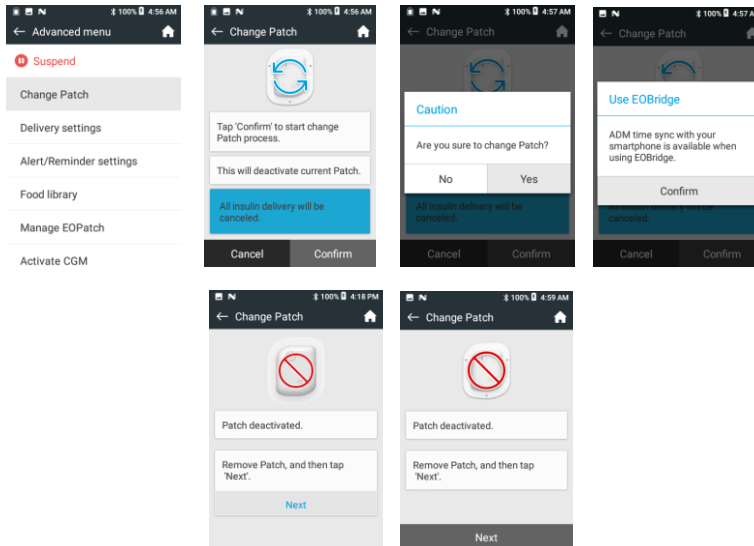 100% 4:56 AM
Advanced menu
Suspend
Change Patch
Delivery settings
Alert/Reminder settings
Food library
Manage EOPatch
Activate CGM
100% 4:56 AM
Change Patch
Tap 'Confirm' to start change
Patch process.
This will deactivate current Patch.
All insulin delivery will be
canceled.
Cancel Confirm
100% 4:57 AM
Change Patch
Caution
Are you sure to change Patch?
No Yes
All insulin delivery will be
canceled.
Cancel Confirm
100% 4:57 A
Change Patch
Use EOBridge
ADM time sync with your
smartphone is available when
using EOBridge.
Confirm
canceled.
Cancel Confirm
100% 4:18 PM
Change Patch
Patch deactivated.
Remove Patch, and then tap
'Next'.
Next
100% 4:59 AM
Change Patch
Patch deactivated.
Remove Patch, and then tap
'Next'.
Next